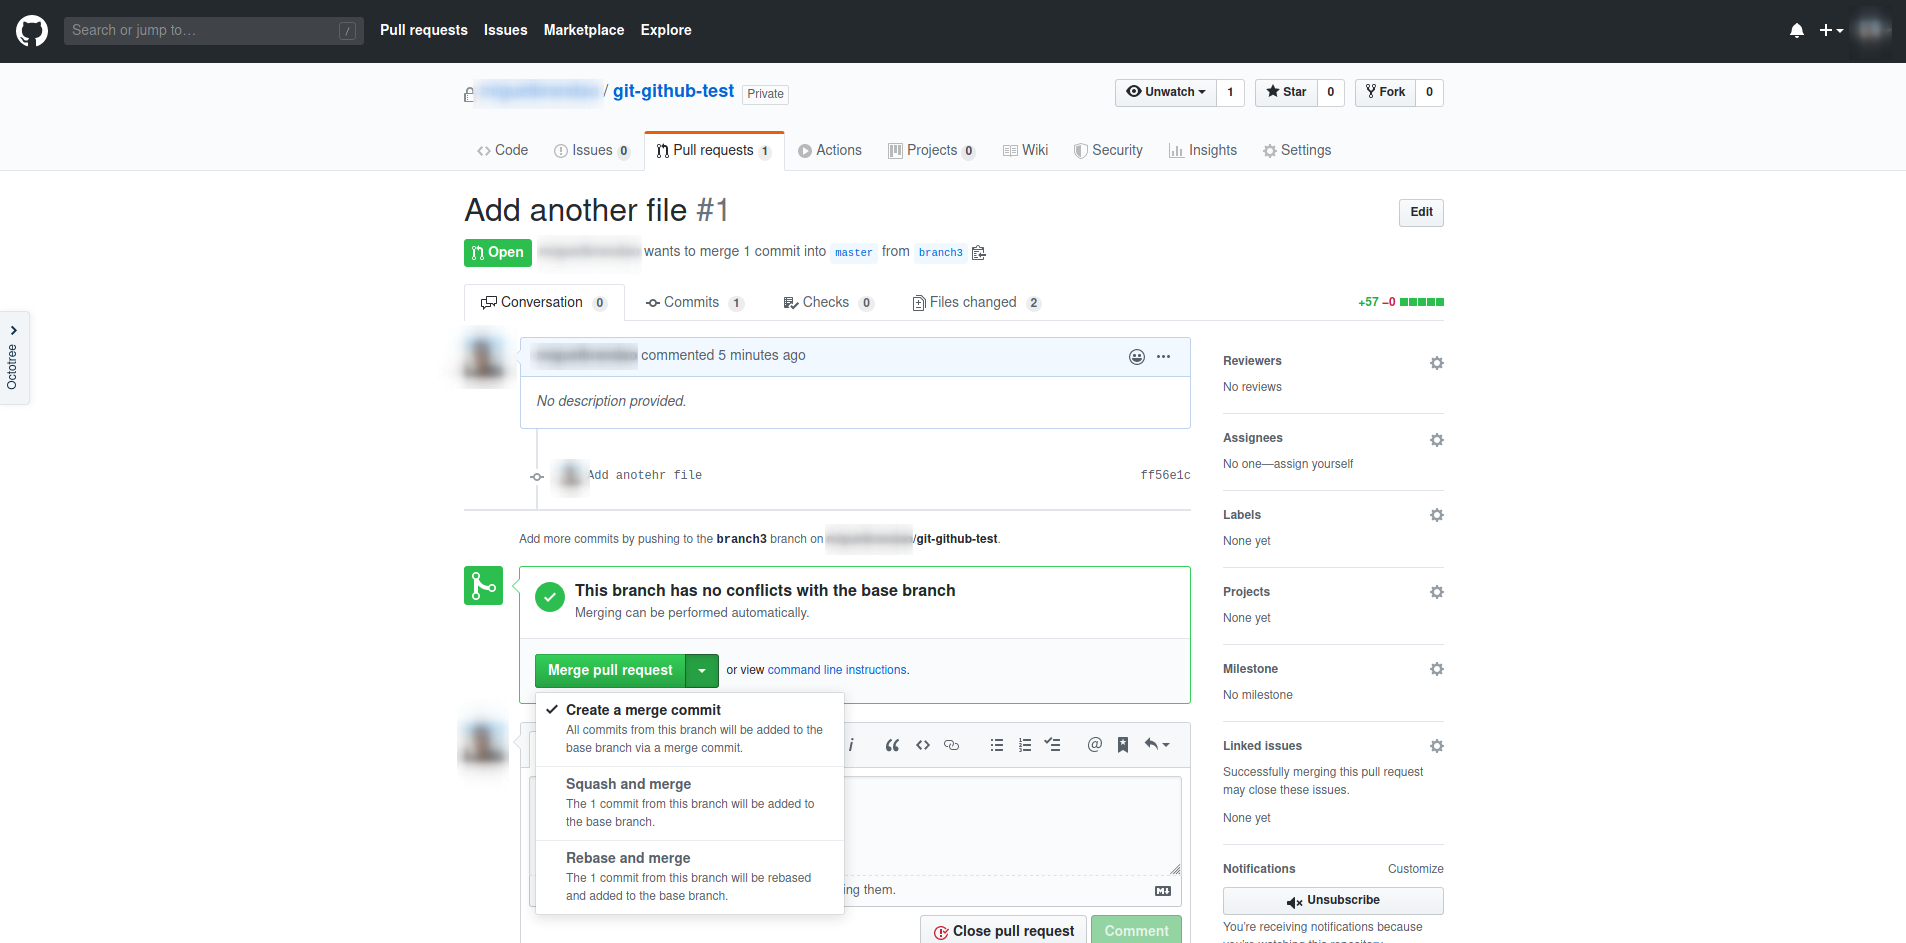 Search or jump to… /
Pull requests Issues Marketplace Explore
/ git-github-test Private
Unwatch 1 Star 0 Fork 0
Code Issues 0 Pull requests 1 Actions Projects 0 Wiki Security Insights Settings
Add another file #1
Edit
Open wants to merge 1 commit into master from branch3
Conversation 0 Commits 1 Checks 0 Files changed 2
+57 −0
Octotree
commented 5 minutes ago
No description provided.
Add anotehr file ff56e1c
Add more commits by pushing to the branch3 branch on /git-github-test.
This branch has no conflicts with the base branch
Merging can be performed automatically.
Merge pull request or view command line instructions.
Create a merge commit
All commits from this branch will be added to the
base branch via a merge commit.
Squash and merge
The 1 commit from this branch will be added to
the base branch.
Rebase and merge
The 1 commit from this branch will be rebased
and added to the base branch.
ing them.
Close pull request Comment
Reviewers
No reviews
Assignees
No one—assign yourself
Labels
None yet
Projects
None yet
Milestone
No milestone
Linked issues
Successfully merging this pull request
may close these issues.
None yet
Notifications Customize
Unsubscribe
You're receiving notifications because
you're watching this repository.